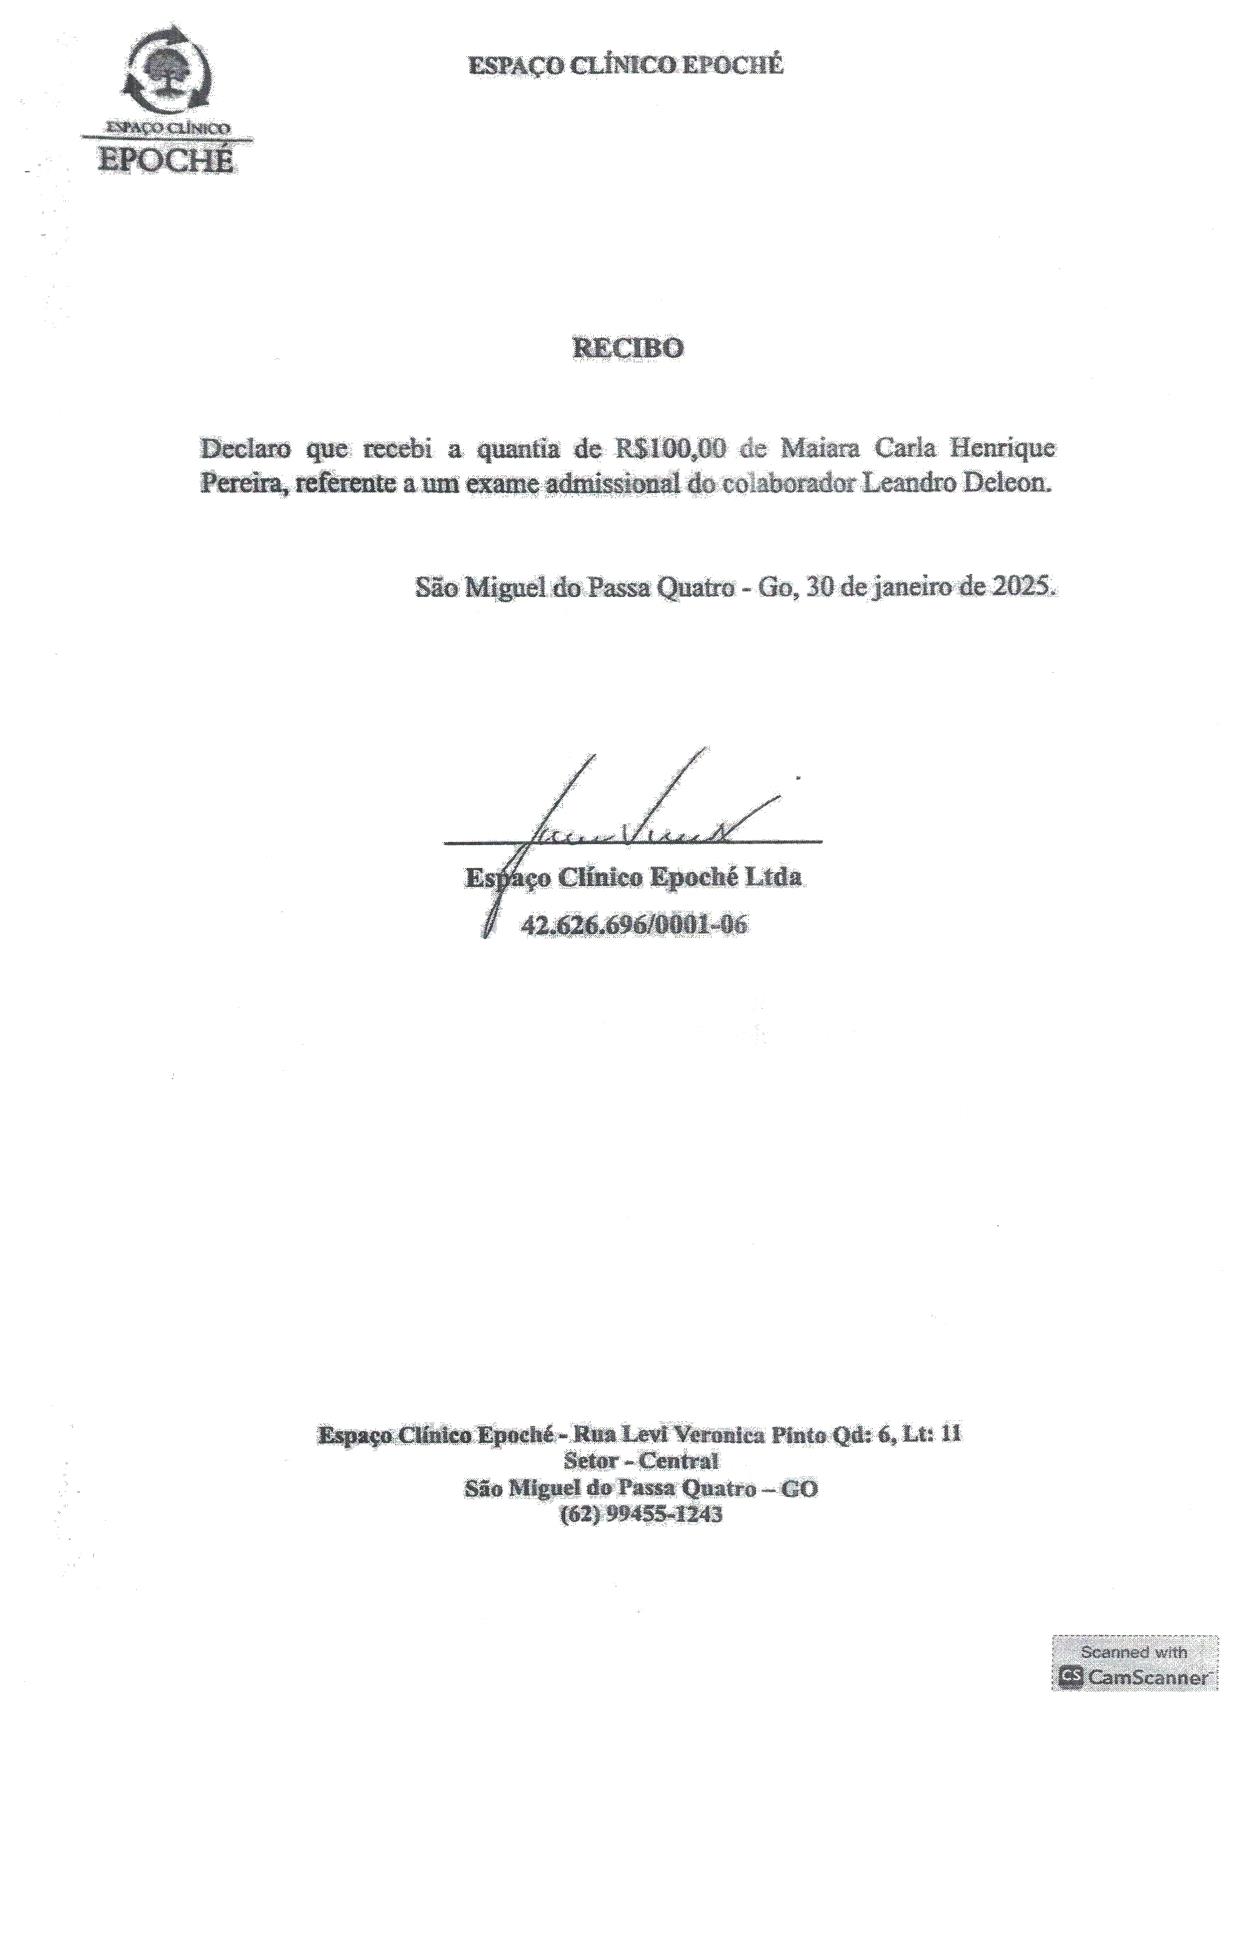 ESPAÇO CLÍNICO EPOCHÉ
ESPAÇO CLÍNICO
EPOCHÉ
RECIBO
Declaro que recebi a quantia de R$100,00 de Maiara Carla Henrique
Pereira, referente a um exame admissional do colaborador Leandro Deleon.
São Miguel do Passa Quatro - Go, 30 de janeiro de 2025.
Espaço Clínico Epoché Ltda
42.626.696/0001-06
Espaço Clínico Epoché - Rua Levi Veronica Pinto Qd: 6, Lt: 11
Setor - Central
São Miguel do Passa Quatro – GO
(62) 99455-1243
Scanned with
CS CamScanner